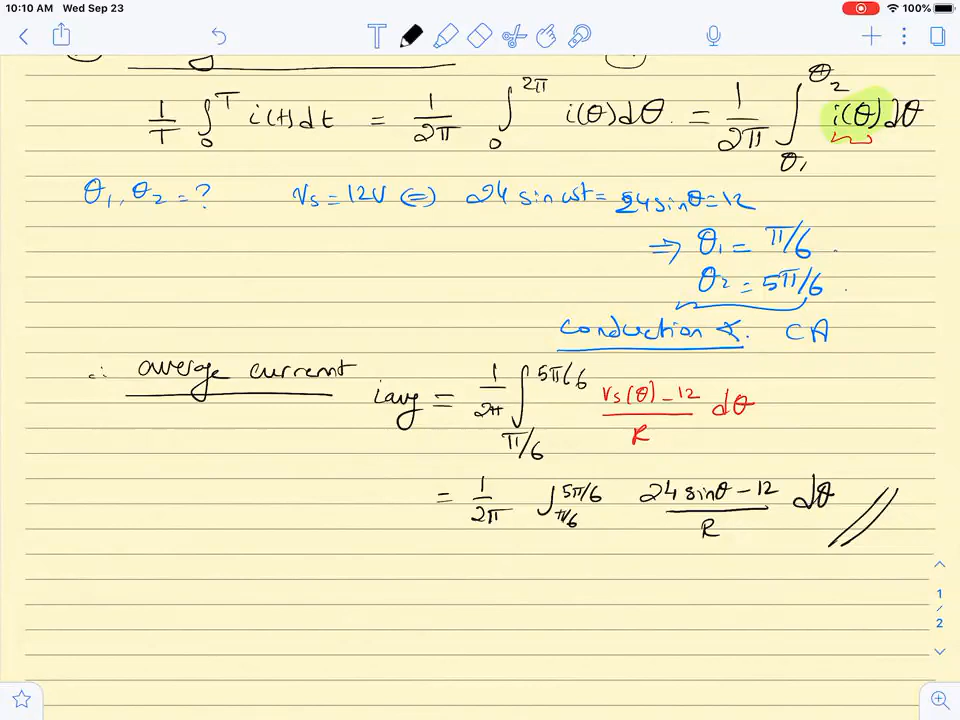 10:10 AM Wed Sep 23 100%
1/T ∫₀ᵀ i(t)dt = 1/2π ∫₀^2π i(θ)dθ = 1/2π ∫_θ₁^θ₂ i(θ)dθ
θ₁, θ₂ = ? Vs = 12V ⇔ 24 sin ωt = 24 sinθ = 12
⇒ θ₁ = π/6
θ₂ = 5π/6
Conduction ∡. CA
∴ average current iavg = 1/2π ∫_π/6^5π/6 (Vs(θ) - 12)/R dθ
= 1/2π ∫_π/6^5π/6 (24 sinθ - 12)/R dθ //
1
/
2